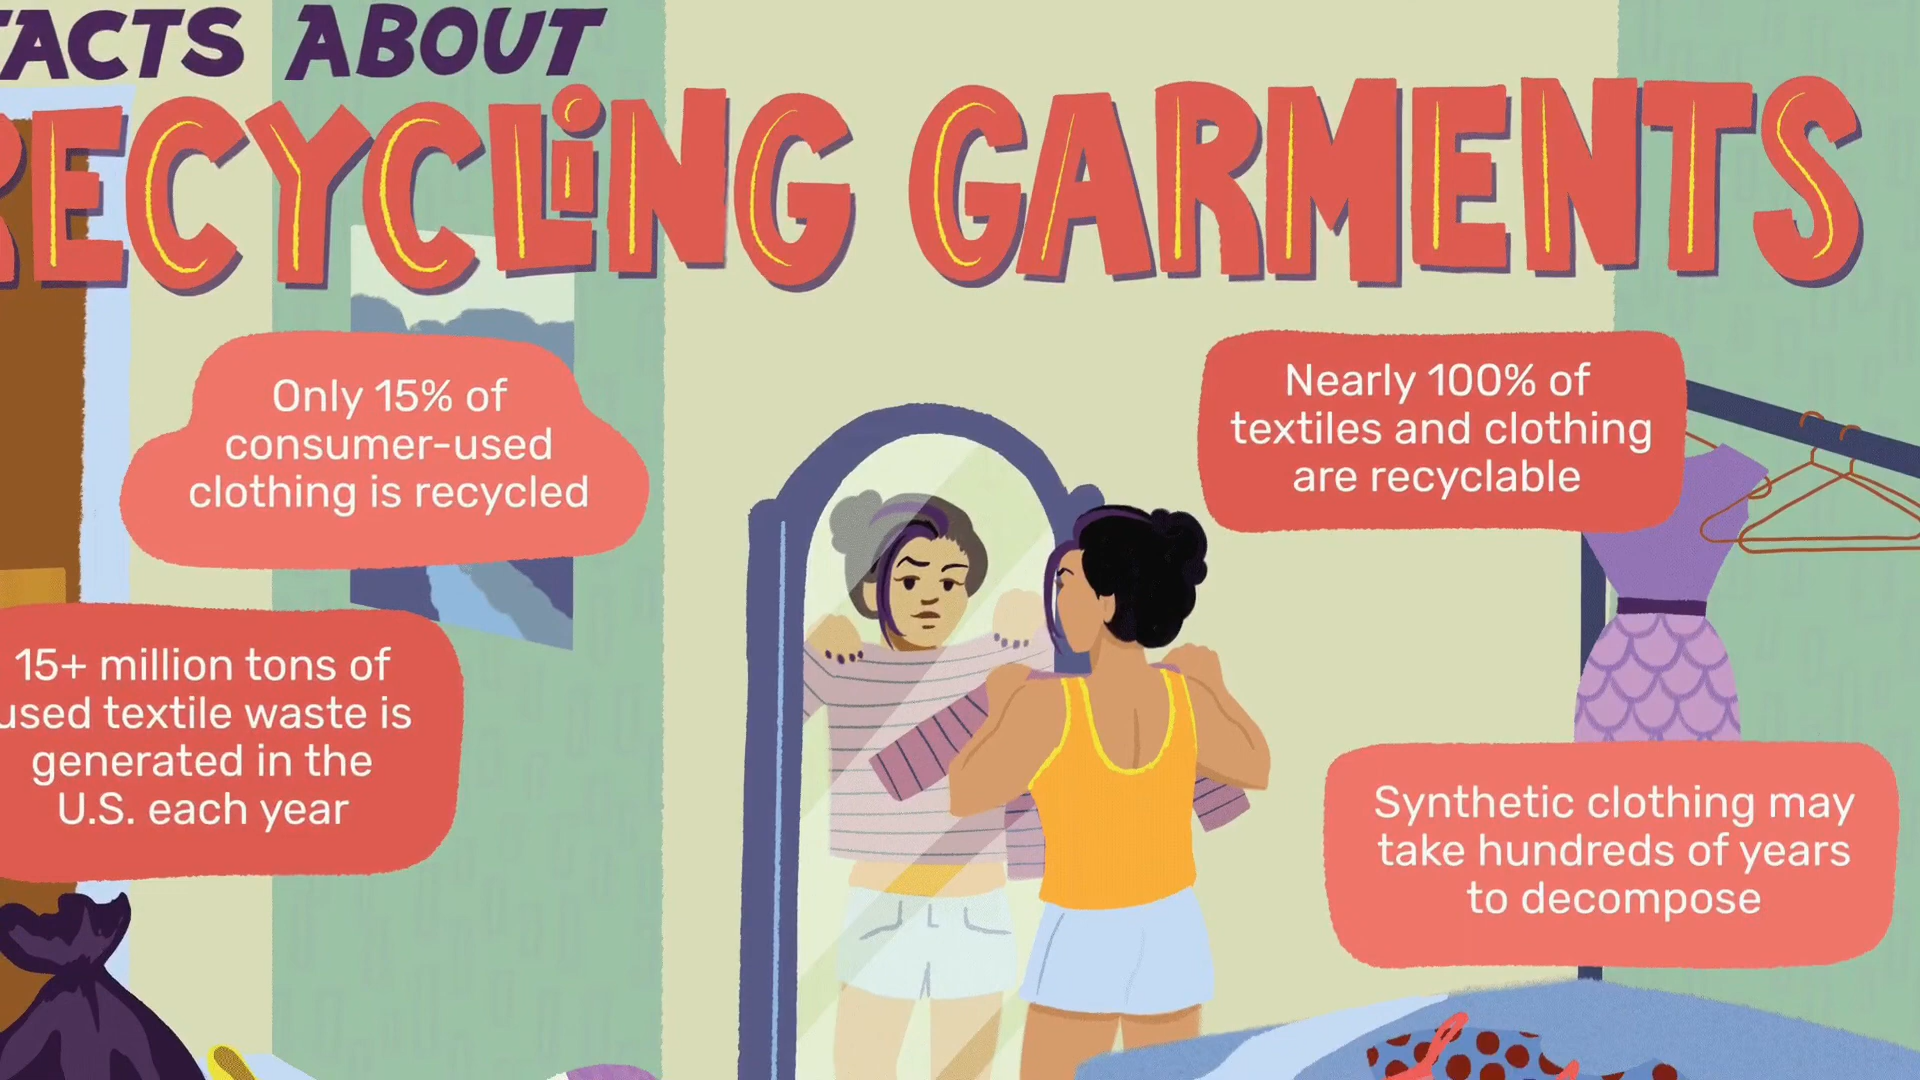 FACTS ABOUT
RECYCLING GARMENTS
Only 15% of
consumer-used
clothing is recycled
Nearly 100% of
textiles and clothing
are recyclable
15+ million tons of
used textile waste is
generated in the
U.S. each year
Synthetic clothing may
take hundreds of years
to decompose